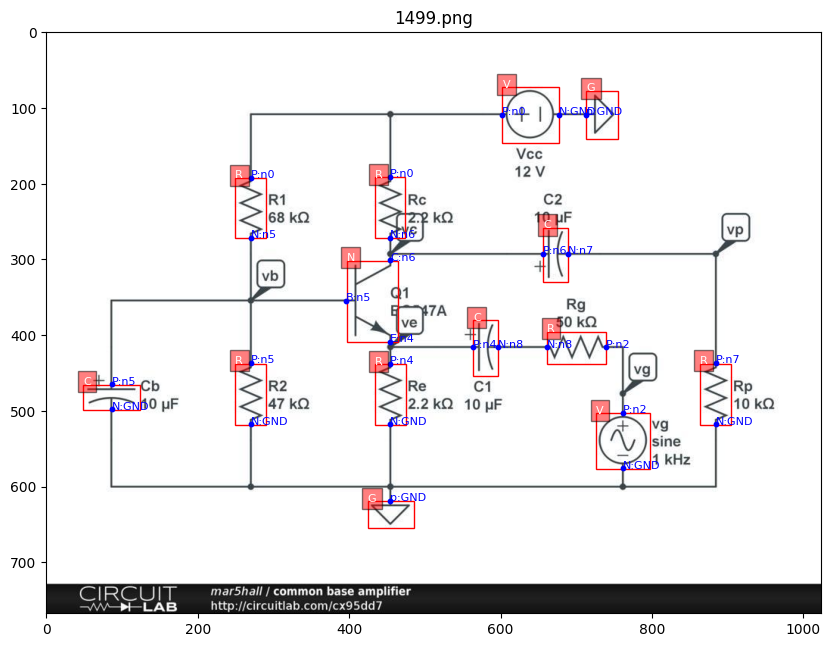 1499.png
0
100
200
300
400
500
600
700
0
200
400
600
800
1000
V
P:n0
N:GND
G
GND
Vcc
12 V
R
P:n0
R1
68 kΩ
N:n5
R
P:n0
Rc
2.2 kΩ
N:n6
vc
C2
10 µF
C
P:n6
N:n7
+
vp
vb
N
C:n6
B:n5
E:n4
Q1
ve
C
P:n4
N:n8
+
C1
10 µF
Rg
50 kΩ
R
N:n8
P:n2
vg
C
P:n5
N:GND
+
Cb
10 µF
R
P:n5
R2
47 kΩ
N:GND
R
P:n4
Re
2.2 kΩ
N:GND
V
P:n2
N:GND
vg
sine
1 kHz
R
P:n7
Rp
10 kΩ
N:GND
G
p:GND
CIRCUIT
LAB
mar5hall / common base amplifier
http://circuitlab.com/cx95dd7